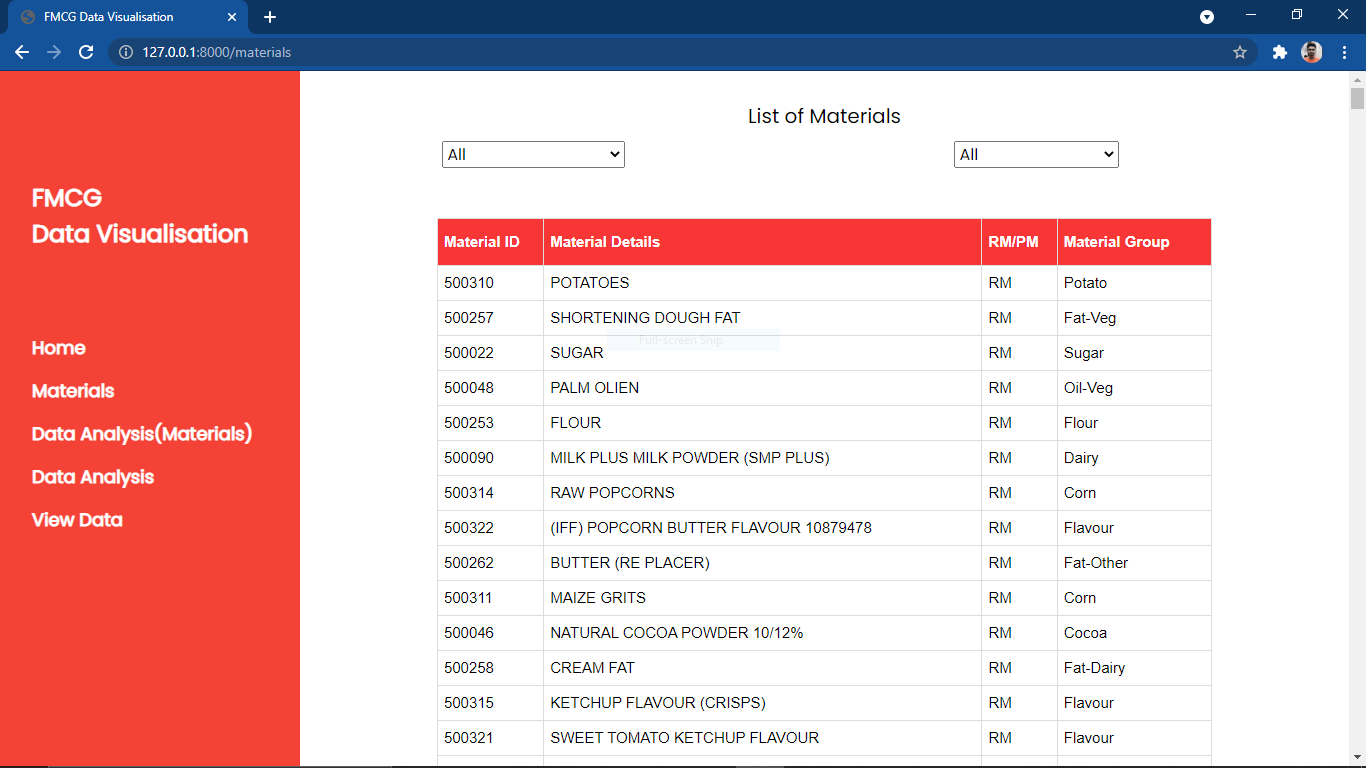 FMCG Data Visualisation
127.0.0.1:8000/materials
FMCG
Data Visualisation
Home
Materials
Data Analysis(Materials)
Data Analysis
View Data
List of Materials
All All
Material ID Material Details RM/PM Material Group
500310 POTATOES RM Potato
500257 SHORTENING DOUGH FAT RM Fat-Veg
Full-screen Snip
500022 SUGAR RM Sugar
500048 PALM OLIEN RM Oil-Veg
500253 FLOUR RM Flour
500090 MILK PLUS MILK POWDER (SMP PLUS) RM Dairy
500314 RAW POPCORNS RM Corn
500322 (IFF) POPCORN BUTTER FLAVOUR 10879478 RM Flavour
500262 BUTTER (RE PLACER) RM Fat-Other
500311 MAIZE GRITS RM Corn
500046 NATURAL COCOA POWDER 10/12% RM Cocoa
500258 CREAM FAT RM Fat-Dairy
500315 KETCHUP FLAVOUR (CRISPS) RM Flavour
500321 SWEET TOMATO KETCHUP FLAVOUR RM Flavour